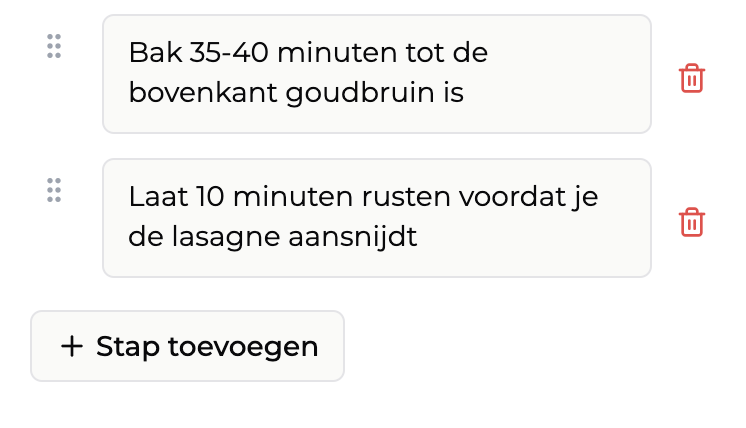 Bak 35-40 minuten tot de
bovenkant goudbruin is
Laat 10 minuten rusten voordat je
de lasagne aansnijdt
Stap toevoegen